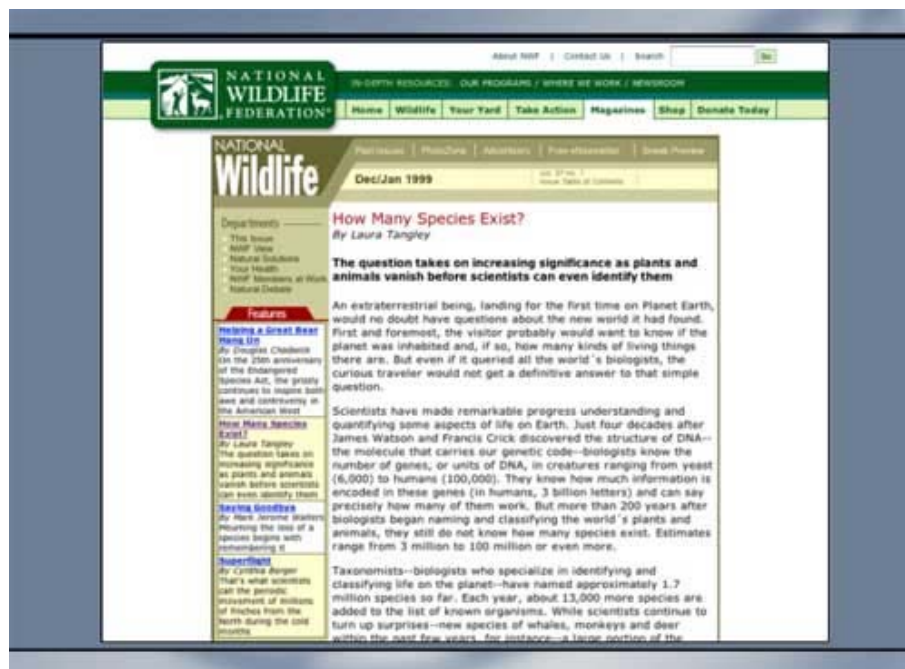 About NWF | Contact Us | Search Go
NATIONAL
WILDLIFE
FEDERATION®
IN-DEPTH RESOURCES: OUR PROGRAMS / WHERE WE WORK / NEWSROOM
Home Wildlife Your Yard Take Action Magazines Shop Donate Today
NATIONAL
Wildlife
Past Issues | PhotoZone | Advertisers | Free eNewsletter | Sneak Preview
Dec/Jan 1999
Issue Table of Contents
Departments
This Issue
NWF View
Natural Solutions
Your Health
NWF Members at Work
Natural Debate
Features
Helping a Great Bear
Hang On
By Douglas Chadwick
On the 25th anniversary
of the Endangered
Species Act, the grizzly
continues to inspire both
awe and controversy in
the American West
How Many Species
Exist?
By Laura Tangley
The question takes on
increasing significance
as plants and animals
vanish before scientists
can even identify them
Saying Goodbye
By Mark Jerome Walters
Mourning the loss of a
species begins with
remembering it
Superflight
By Cynthia Berger
That's what scientists
call the periodic
movement of millions
of finches from the
North during the cold
months
How Many Species Exist?
By Laura Tangley
The question takes on increasing significance as plants and
animals vanish before scientists can even identify them
An extraterrestrial being, landing for the first time on Planet Earth,
would no doubt have questions about the new world it had found.
First and foremost, the visitor probably would want to know if the
planet was inhabited and, if so, how many kinds of living things
there are. But even if it queried all the world´s biologists, the
curious traveler would not get a definitive answer to that simple
question.
Scientists have made remarkable progress understanding and
quantifying some aspects of life on Earth. Just four decades after
James Watson and Francis Crick discovered the structure of DNA--
the molecule that carries our genetic code--biologists know the
number of genes, or units of DNA, in creatures ranging from yeast
(6,000) to humans (100,000). They know how much information is
encoded in these genes (in humans, 3 billion letters) and can say
precisely how many of them work. But more than 200 years after
biologists began naming and classifying the world´s plants and
animals, they still do not know how many species exist. Estimates
range from 3 million to 100 million or even more.
Taxonomists--biologists who specialize in identifying and
classifying life on the planet--have named approximately 1.7
million species so far. Each year, about 13,000 more species are
added to the list of known organisms. While scientists continue to
turn up surprises--new species of whales, monkeys and deer
within the past few years, for instance--a large portion of the